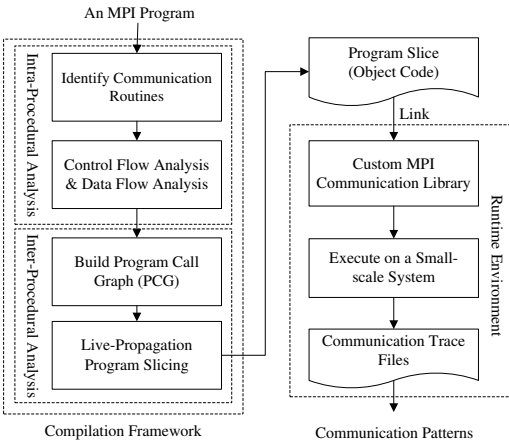 An MPI Program
Intra-Procedural Analysis
Identify Communication
Routines
Control Flow Analysis
& Data Flow Analysis
Inter-Procedural Analysis
Build Program Call
Graph (PCG)
Live-Propagation
Program Slicing
Compilation Framework
Program Slice
(Object Code)
Link
Custom MPI
Communication Library
Execute on a Small-
scale System
Communication Trace
Files
Runtime Environment
Communication Patterns